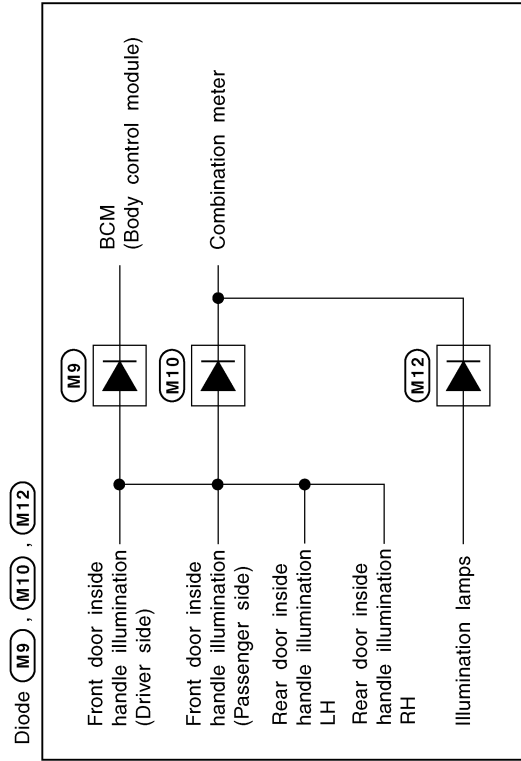 Diode M9 , M10 , M12
Front door inside
handle illumination
(Driver side)
M9
BCM
(Body control module)
Front door inside
handle illumination
(Passenger side)
M10
Combination meter
Rear door inside
handle illumination
LH
Rear door inside
handle illumination
RH
Illumination lamps
M12